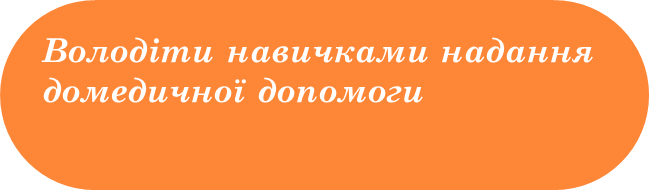 Володіти навичками надання
домедичної допомоги